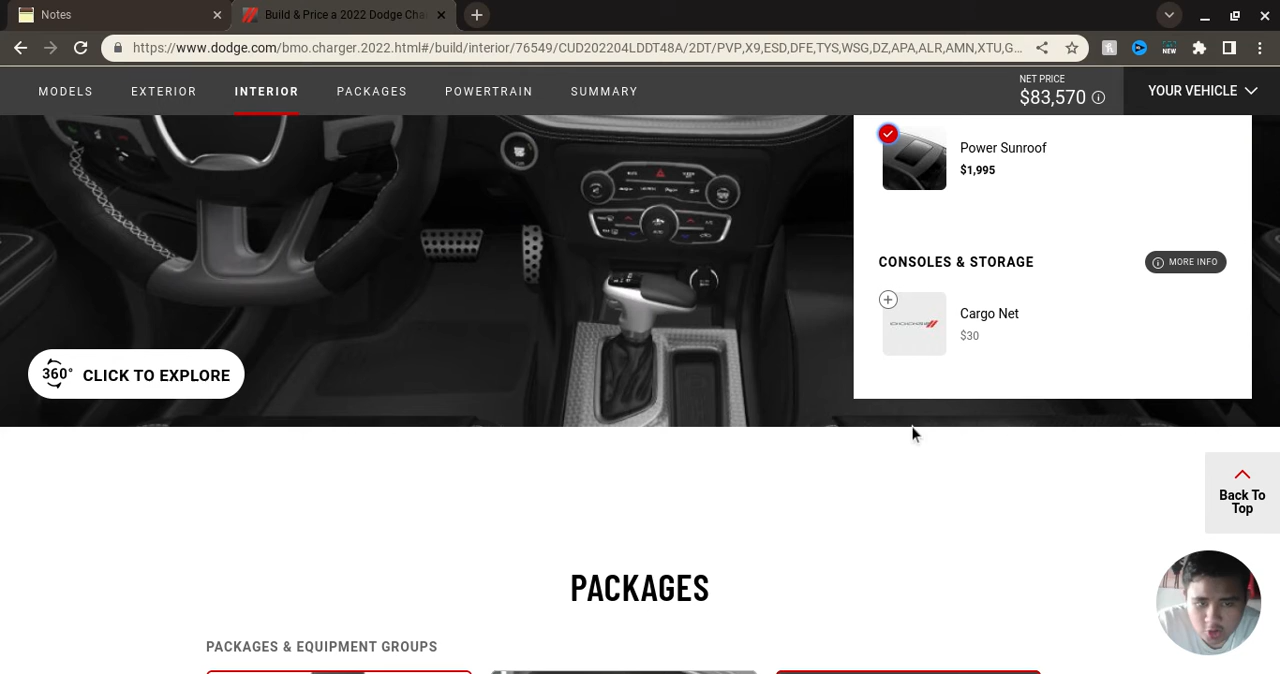 Notes
Build & Price a 2022 Dodge Cha
https://www.dodge.com/bmo.charger.2022.html#/build/interior/76549/CUD202204LDDT48A/2DT/PVP,X9,ESD,DFE,TYS,WSG,DZ,APA,ALR,AMN,XTU,G...
NEW
MODELS
EXTERIOR
INTERIOR
PACKAGES
POWERTRAIN
SUMMARY
NET PRICE
$83,570
YOUR VEHICLE
Power Sunroof
$1,995
CONSOLES & STORAGE
MORE INFO
DODGE
Cargo Net
$30
360°
CLICK TO EXPLORE
Back To
Top
PACKAGES
PACKAGES & EQUIPMENT GROUPS